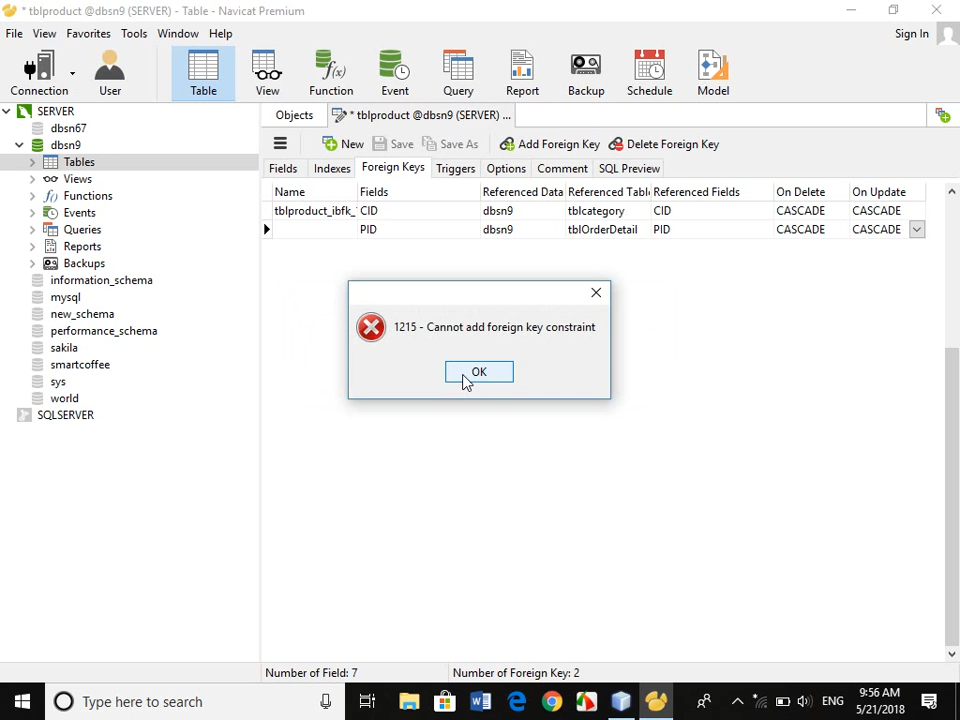 * tblproduct @dbsn9 (SERVER) - Table - Navicat Premium
File View Favorites Tools Window Help Sign In
Connection User Table View Function Event Query Report Backup Schedule Model
SERVER
dbsn67
dbsn9
Tables
Views
Functions
Events
Queries
Reports
Backups
information_schema
mysql
new_schema
performance_schema
sakila
smartcoffee
sys
world
SQLSERVER
Objects * tblproduct @dbsn9 (SERVER) ...
New Save Save As Add Foreign Key Delete Foreign Key
Fields Indexes Foreign Keys Triggers Options Comment SQL Preview
Name Fields Referenced Data Referenced Table Referenced Fields On Delete On Update
tblproduct_ibfk_ CID dbsn9 tblcategory CID CASCADE CASCADE
PID dbsn9 tblOrderDetail PID CASCADE CASCADE
1215 - Cannot add foreign key constraint
OK
Number of Field: 7 Number of Foreign Key: 2
Type here to search
ENG
9:56 AM
5/21/2018